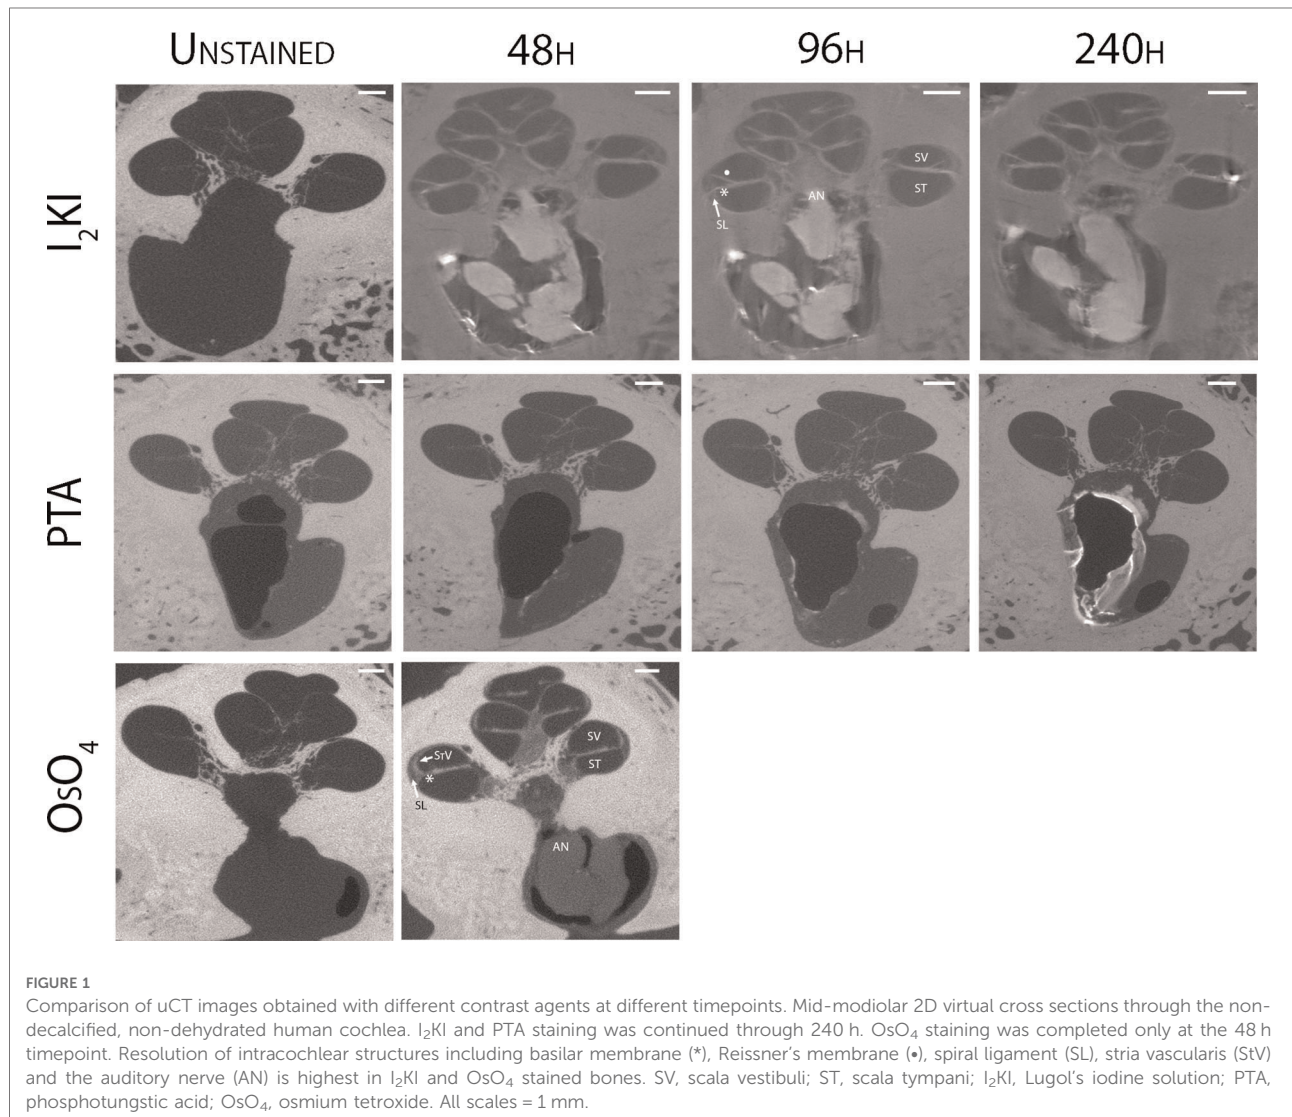 UNSTAINED 48H 96H 240H
I₂KI
SV
ST
AN
*
•
SL
PTA
OsO₄
StV
SV
ST
*
SL
AN
FIGURE 1
Comparison of uCT images obtained with different contrast agents at different timepoints. Mid-modiolar 2D virtual cross sections through the non-
decalcified, non-dehydrated human cochlea. I₂KI and PTA staining was continued through 240 h. OsO₄ staining was completed only at the 48 h
timepoint. Resolution of intracochlear structures including basilar membrane (*), Reissner's membrane (•), spiral ligament (SL), stria vascularis (StV)
and the auditory nerve (AN) is highest in I₂KI and OsO₄ stained bones. SV, scala vestibuli; ST, scala tympani; I₂KI, Lugol's iodine solution; PTA,
phosphotungstic acid; OsO₄, osmium tetroxide. All scales = 1 mm.